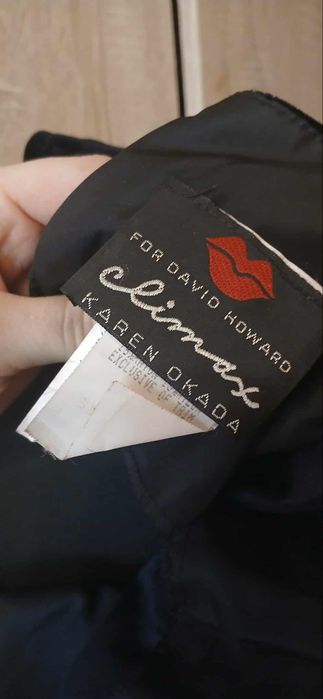 FOR DAVID HOWARD
climax
KAREN OKADA
EXCLUSIVE OF TRIM